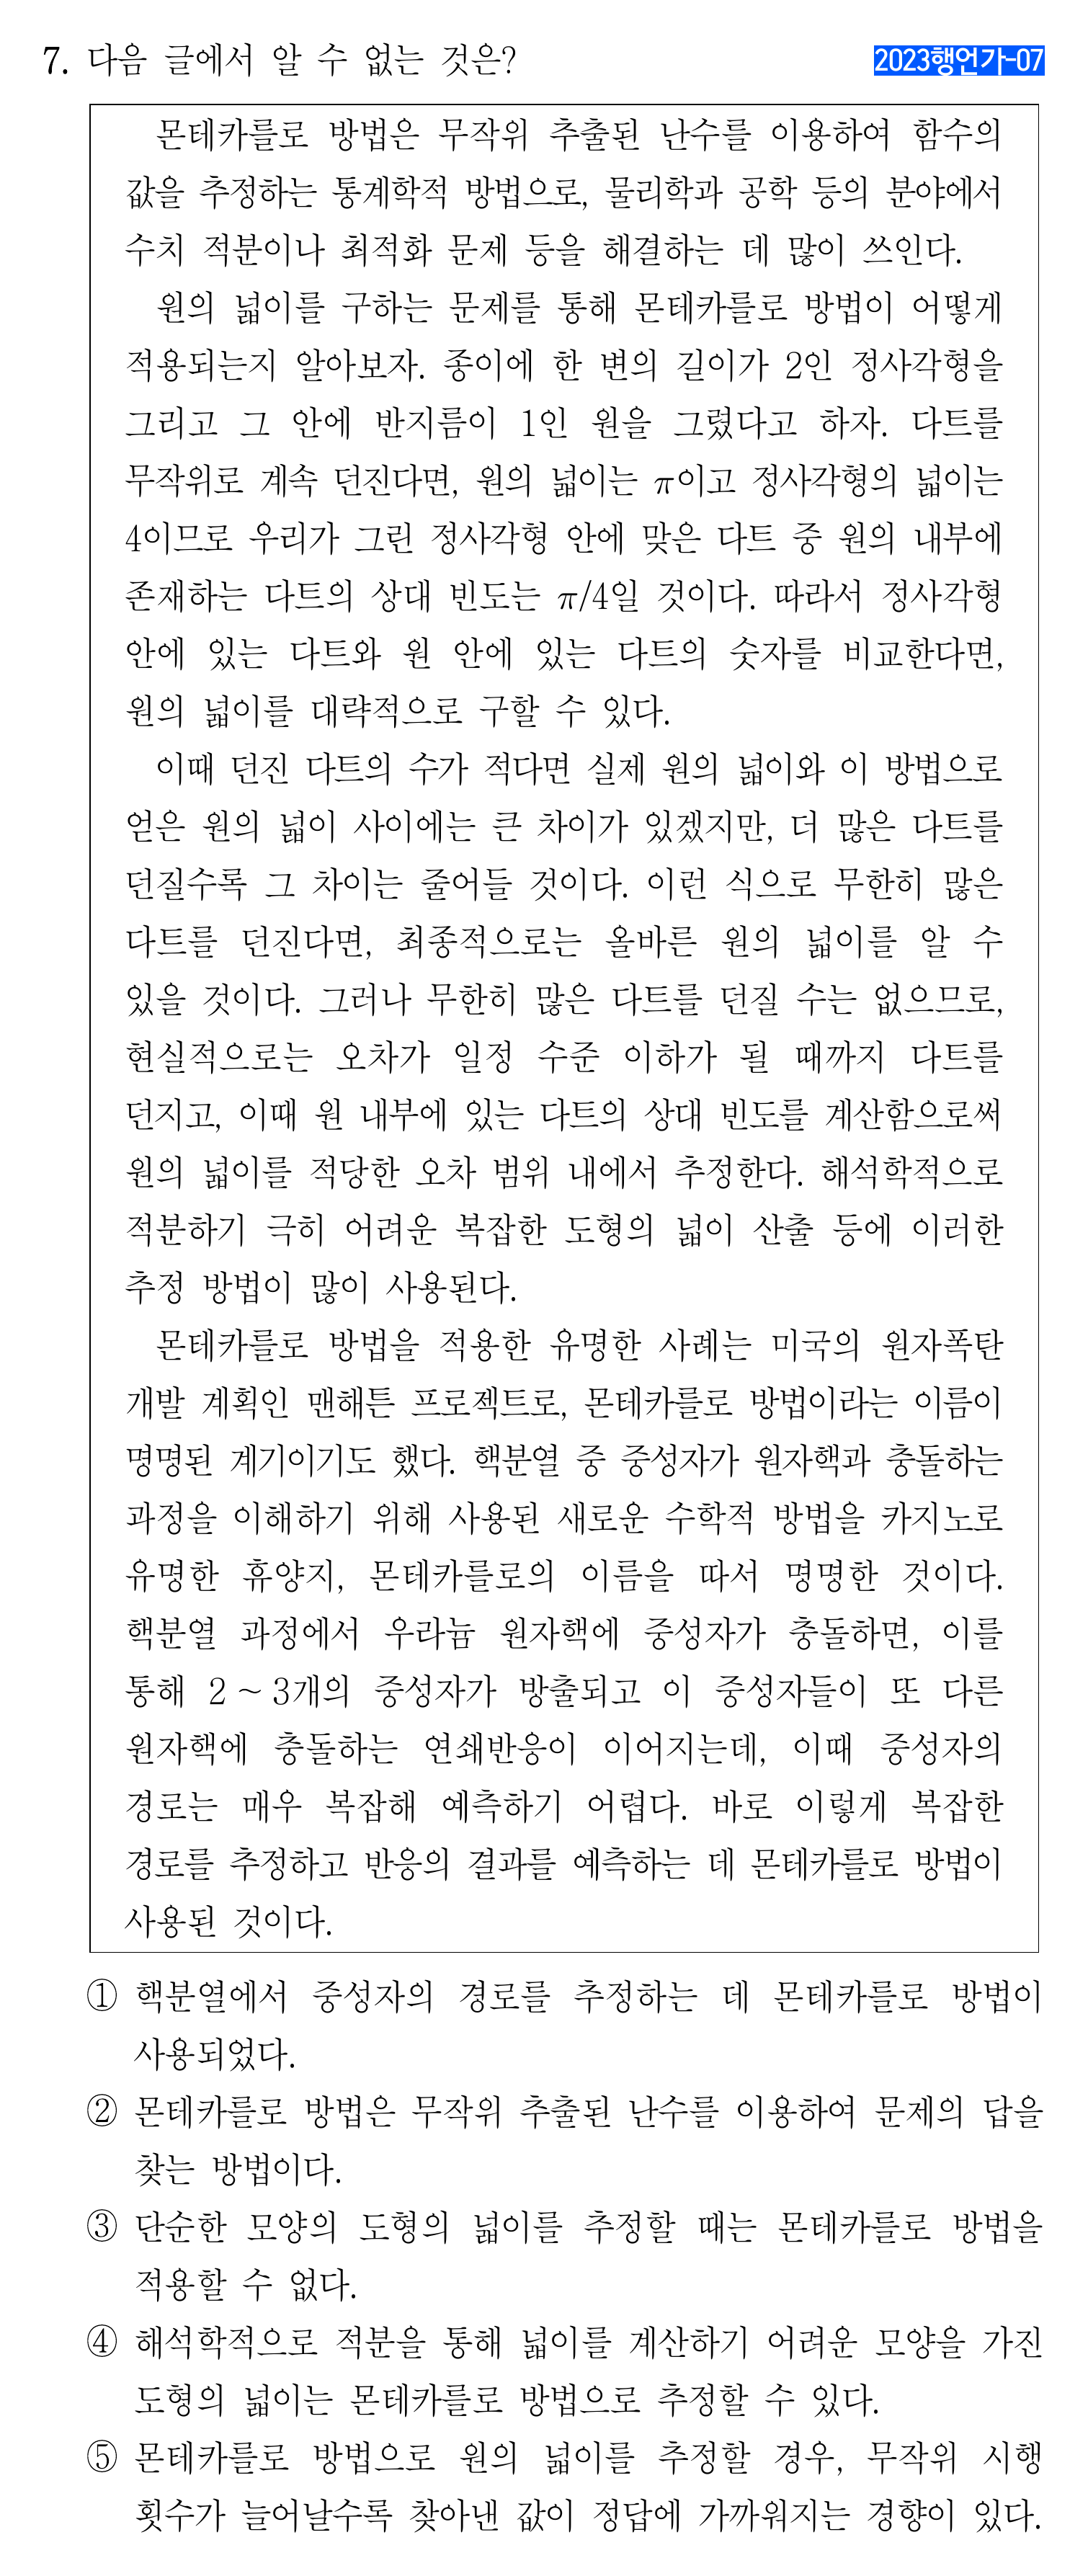 7. 다음 글에서 알 수 없는 것은?
2023행언가-07
몬테카를로 방법은 무작위 추출된 난수를 이용하여 함수의
값을 추정하는 통계학적 방법으로, 물리학과 공학 등의 분야에서
수치 적분이나 최적화 문제 등을 해결하는 데 많이 쓰인다.
원의 넓이를 구하는 문제를 통해 몬테카를로 방법이 어떻게
적용되는지 알아보자. 종이에 한 변의 길이가 2인 정사각형을
그리고 그 안에 반지름이 1인 원을 그렸다고 하자. 다트를
무작위로 계속 던진다면, 원의 넓이는 π이고 정사각형의 넓이는
4이므로 우리가 그린 정사각형 안에 맞은 다트 중 원의 내부에
존재하는 다트의 상대 빈도는 π/4일 것이다. 따라서 정사각형
안에 있는 다트와 원 안에 있는 다트의 숫자를 비교한다면,
원의 넓이를 대략적으로 구할 수 있다.
이때 던진 다트의 수가 적다면 실제 원의 넓이와 이 방법으로
얻은 원의 넓이 사이에는 큰 차이가 있겠지만, 더 많은 다트를
던질수록 그 차이는 줄어들 것이다. 이런 식으로 무한히 많은
다트를 던진다면, 최종적으로는 올바른 원의 넓이를 알 수
있을 것이다. 그러나 무한히 많은 다트를 던질 수는 없으므로,
현실적으로는 오차가 일정 수준 이하가 될 때까지 다트를
던지고, 이때 원 내부에 있는 다트의 상대 빈도를 계산함으로써
원의 넓이를 적당한 오차 범위 내에서 추정한다. 해석학적으로
적분하기 극히 어려운 복잡한 도형의 넓이 산출 등에 이러한
추정 방법이 많이 사용된다.
몬테카를로 방법을 적용한 유명한 사례는 미국의 원자폭탄
개발 계획인 맨해튼 프로젝트로, 몬테카를로 방법이라는 이름이
명명된 계기이기도 했다. 핵분열 중 중성자가 원자핵과 충돌하는
과정을 이해하기 위해 사용된 새로운 수학적 방법을 카지노로
유명한 휴양지, 몬테카를로의 이름을 따서 명명한 것이다.
핵분열 과정에서 우라늄 원자핵에 중성자가 충돌하면, 이를
통해 2 ~ 3개의 중성자가 방출되고 이 중성자들이 또 다른
원자핵에 충돌하는 연쇄반응이 이어지는데, 이때 중성자의
경로는 매우 복잡해 예측하기 어렵다. 바로 이렇게 복잡한
경로를 추정하고 반응의 결과를 예측하는 데 몬테카를로 방법이
사용된 것이다.
① 핵분열에서 중성자의 경로를 추정하는 데 몬테카를로 방법이
사용되었다.
② 몬테카를로 방법은 무작위 추출된 난수를 이용하여 문제의 답을
찾는 방법이다.
③ 단순한 모양의 도형의 넓이를 추정할 때는 몬테카를로 방법을
적용할 수 없다.
④ 해석학적으로 적분을 통해 넓이를 계산하기 어려운 모양을 가진
도형의 넓이는 몬테카를로 방법으로 추정할 수 있다.
⑤ 몬테카를로 방법으로 원의 넓이를 추정할 경우, 무작위 시행
횟수가 늘어날수록 찾아낸 값이 정답에 가까워지는 경향이 있다.